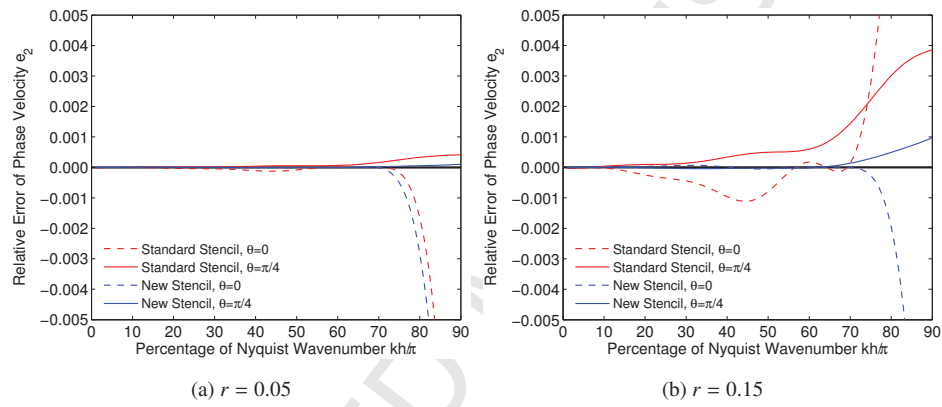 0.005
0.004
0.003
0.002
0.001
0.000
−0.001
−0.002
−0.003
−0.004
−0.005
Relative Error of Phase Velocity e2
Standard Stencil, θ=0
Standard Stencil, θ=π/4
New Stencil, θ=0
New Stencil, θ=π/4
0 10 20 30 40 50 60 70 80 90
Percentage of Nyquist Wavenumber kh/π
(a) r = 0.05
0.005
0.004
0.003
0.002
0.001
0.000
−0.001
−0.002
−0.003
−0.004
−0.005
Relative Error of Phase Velocity e2
Standard Stencil, θ=0
Standard Stencil, θ=π/4
New Stencil, θ=0
New Stencil, θ=π/4
0 10 20 30 40 50 60 70 80 90
Percentage of Nyquist Wavenumber kh/π
(b) r = 0.15